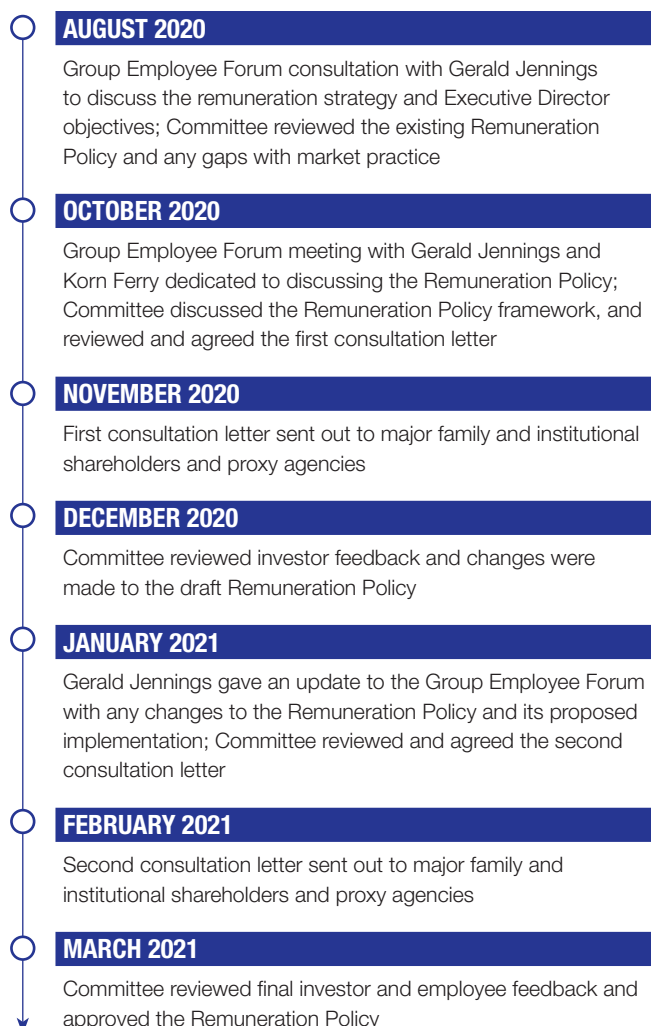 AUGUST 2020
Group Employee Forum consultation with Gerald Jennings
to discuss the remuneration strategy and Executive Director
objectives; Committee reviewed the existing Remuneration
Policy and any gaps with market practice
OCTOBER 2020
Group Employee Forum meeting with Gerald Jennings and
Korn Ferry dedicated to discussing the Remuneration Policy;
Committee discussed the Remuneration Policy framework, and
reviewed and agreed the first consultation letter
NOVEMBER 2020
First consultation letter sent out to major family and institutional
shareholders and proxy agencies
DECEMBER 2020
Committee reviewed investor feedback and changes were
made to the draft Remuneration Policy
JANUARY 2021
Gerald Jennings gave an update to the Group Employee Forum
with any changes to the Remuneration Policy and its proposed
implementation; Committee reviewed and agreed the second
consultation letter
FEBRUARY 2021
Second consultation letter sent out to major family and
institutional shareholders and proxy agencies
MARCH 2021
Committee reviewed final investor and employee feedback and
approved the Remuneration Policy